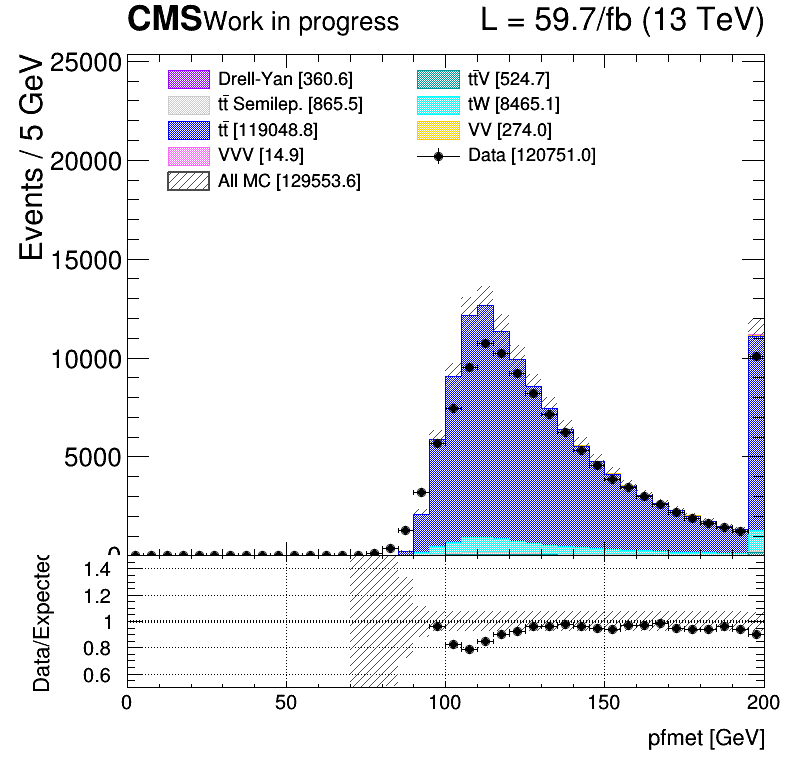 CMS Work in progress L = 59.7/fb (13 TeV)
Events / 5 GeV
25000
20000
15000
10000
5000
0
Drell-Yan [360.6]
tt̄ Semilep. [865.5]
tt̄ [119048.8]
VVV [14.9]
All MC [129553.6]
tt̄V [524.7]
tW [8465.1]
VV [274.0]
Data [120751.0]
Data/Expected
1.4
1.2
1
0.8
0.6
0 50 100 150 200
pfmet [GeV]